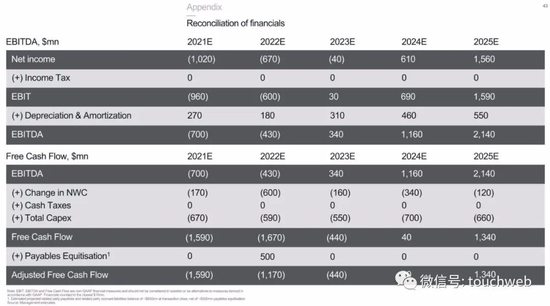 Appendix
43
Reconciliation of financials
EBITDA, $mn 2021E 2022E 2023E 2024E 2025E
Net income (1,020) (670) (40) 610 1,560
(+) Income Tax 0 0 0 0 0
EBIT (960) (600) 30 690 1,590
(+) Depreciation & Amortization 270 180 310 460 550
EBITDA (700) (430) 340 1,160 2,140
Free Cash Flow, $mn 2021E 2022E 2023E 2024E 2025E
EBITDA (700) (430) 340 1,160 2,140
(+) Change in NWC (170) (600) (160) (340) (120)
(+) Cash Taxes 0 0 0 0 0
(+) Total Capex (670) (590) (550) (700) (660)
Free Cash Flow (1,590) (1,670) (440) 40 1,340
(+) Payables Equitisation¹ 0 500
Adjusted Free Cash Flow (1,590) (1,170) (440) 1,340
微信号: touchweb